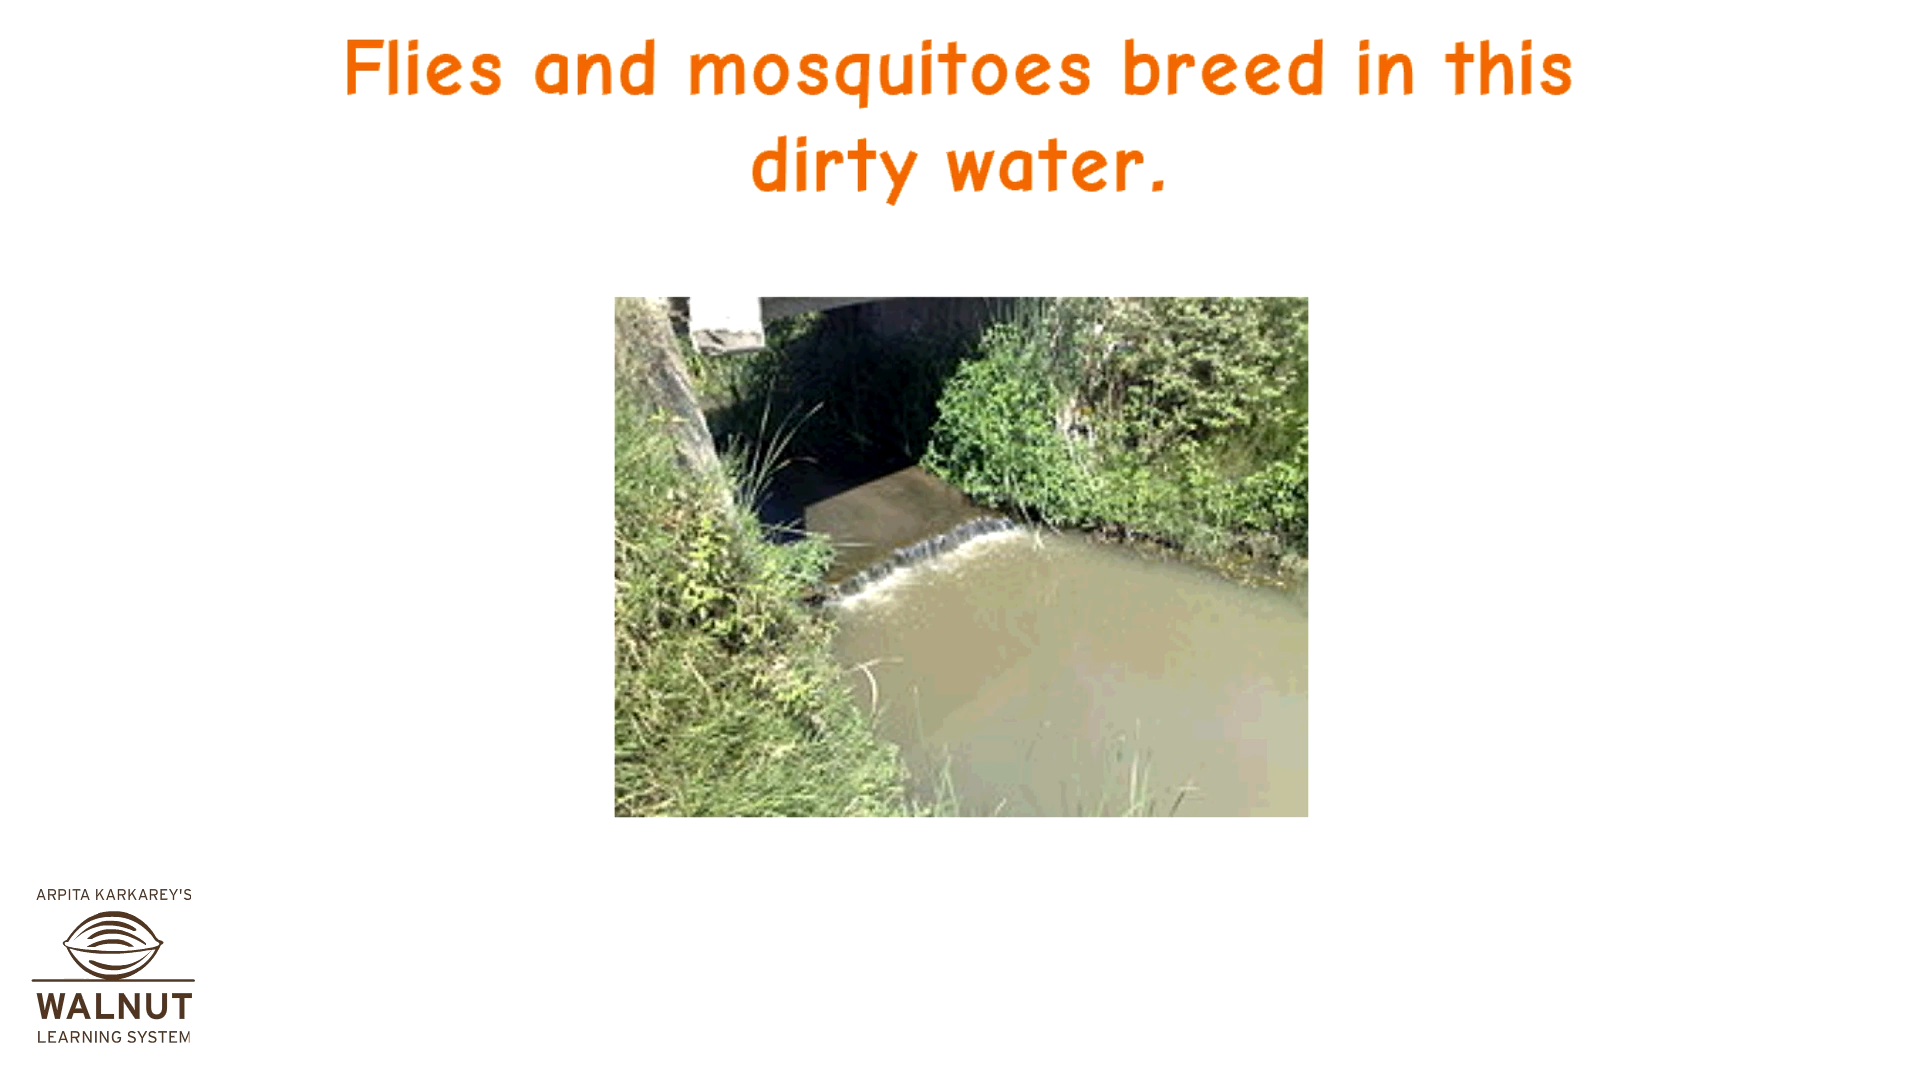 Flies and mosquitoes breed in this
dirty water.
ARPITA KARKAREY'S
WALNUT
LEARNING SYSTEM